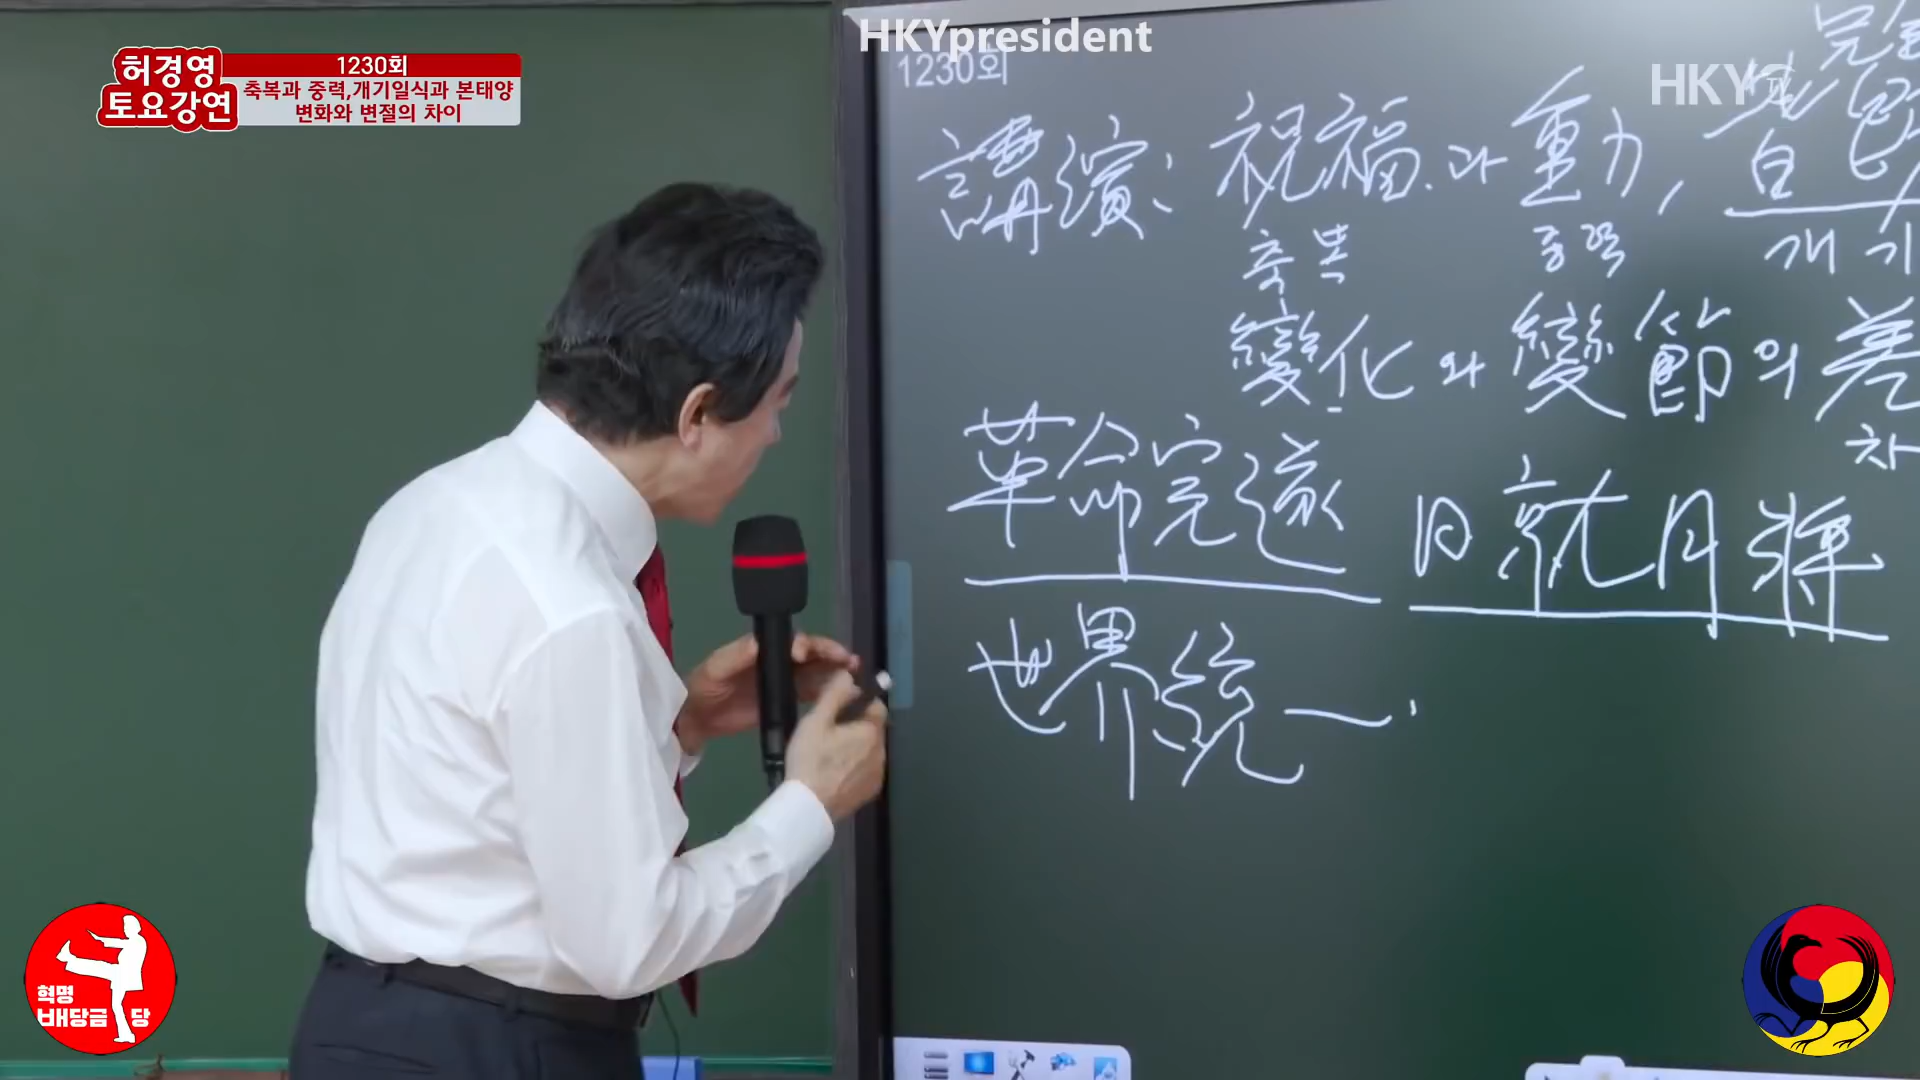 HKYpresident
허경영
토요강연
1230회
축복과 중력,개기일식과 본태양
변화와 변절의 차이
1230회
HKY TV
講演: 祝福과 重力,
축복 중력 개기
變化와 變節의 差
차
革命完遂 日就月將
世界統一.
혁명
배당금당